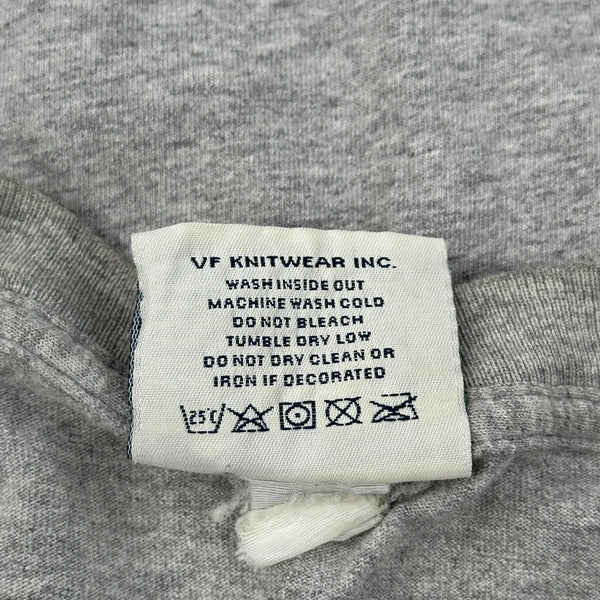 VF KNITWEAR INC.
WASH INSIDE OUT
MACHINE WASH COLD
DO NOT BLEACH
TUMBLE DRY LOW
DO NOT DRY CLEAN OR
IRON IF DECORATED
25°C